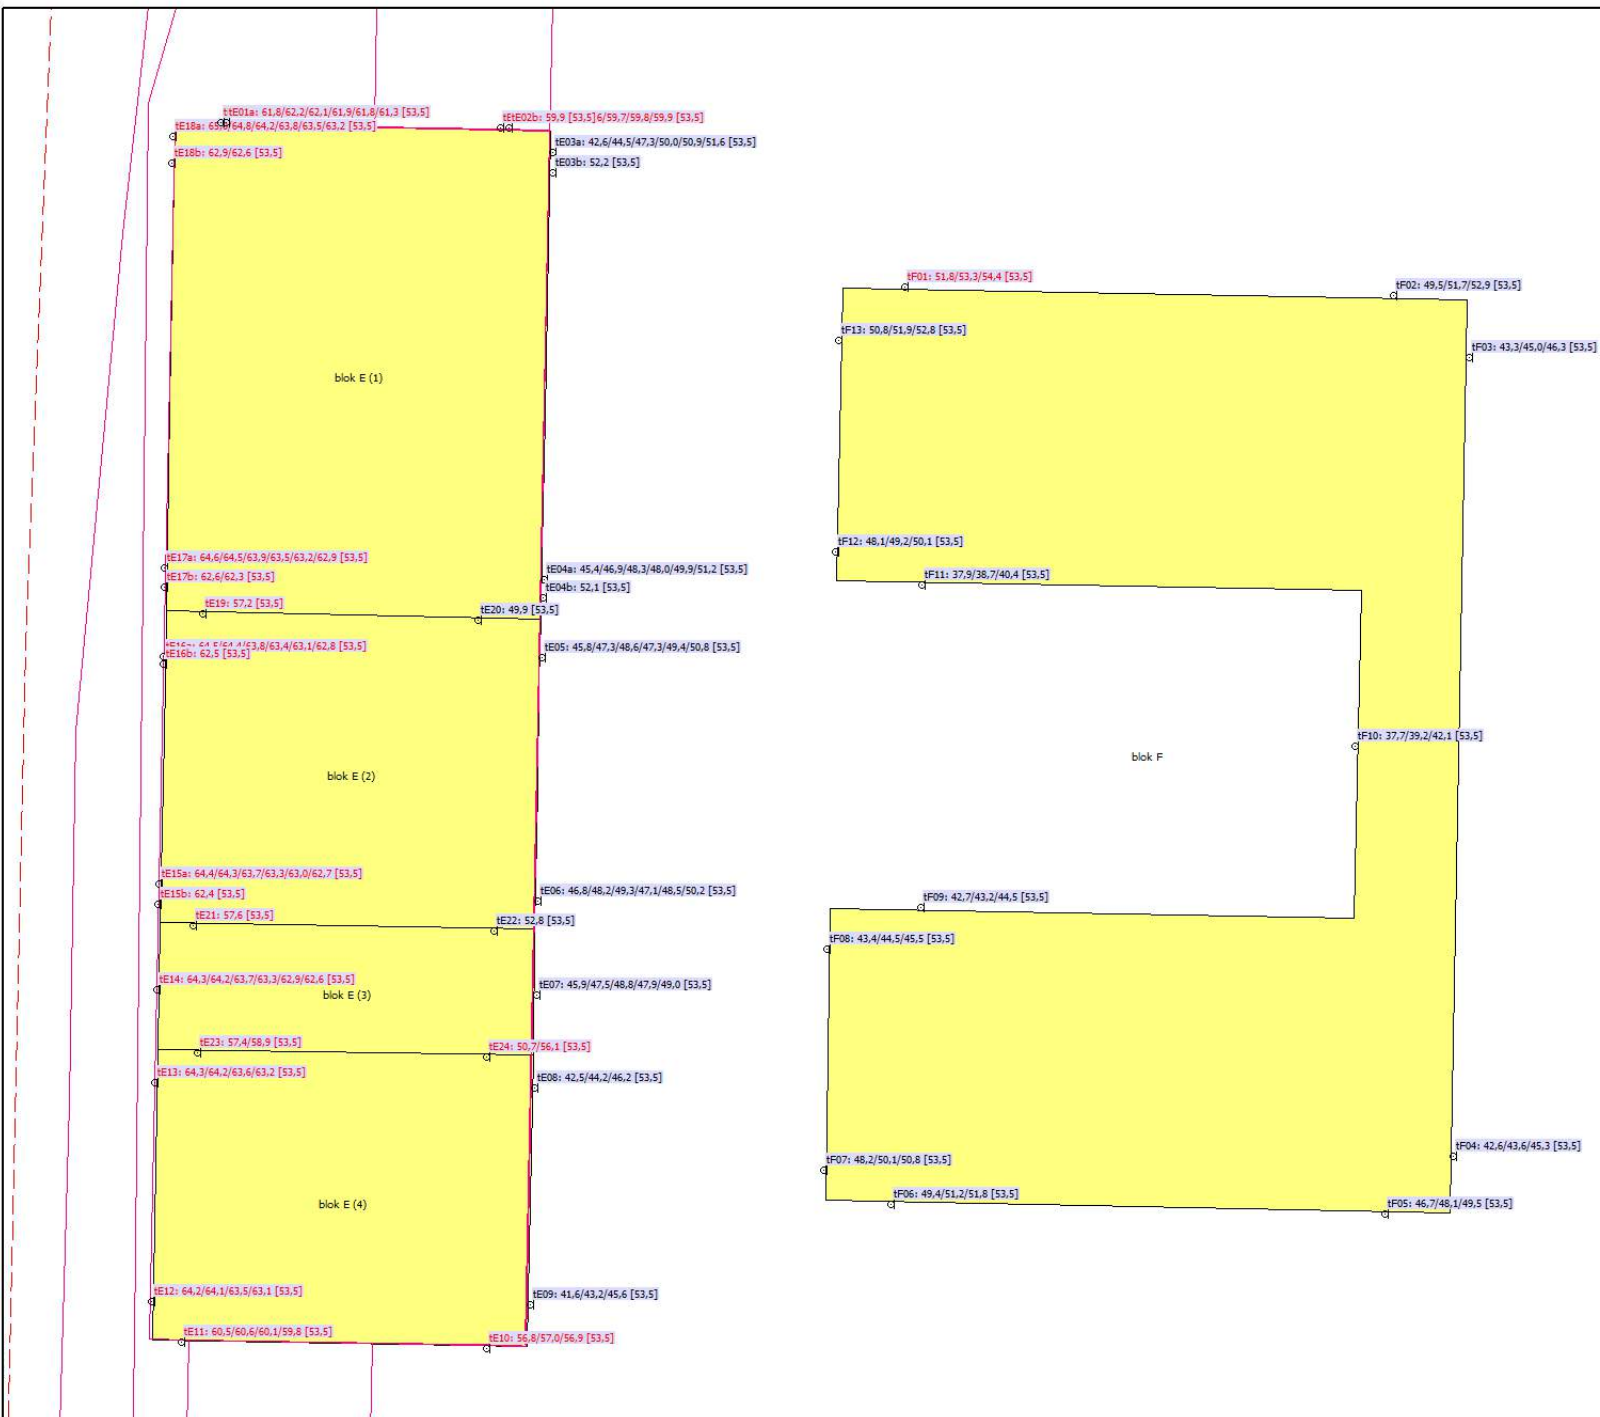 tE01a: 61,8/62,2/62,1/61,9/61,8/61,3 [53,5]
tE02b: 59,9 [53,5]6/59,7/59,8/59,9 [53,5]
tE18a: /64,8/64,2/63,8/63,5/63,2 [53,5]
tE03a: 42,6/44,5/47,3/50,0/50,9/51,6 [53,5]
tE18b: 62,9/62,6 [53,5]
tE03b: 52,2 [53,5]
tF01: 51,8/53,3/54,4 [53,5]
tF02: 49,5/51,7/52,9 [53,5]
tF13: 50,8/51,9/52,8 [53,5]
tF03: 43,3/45,0/46,3 [53,5]
blok E (1)
tF12: 48,1/49,2/50,1 [53,5]
tE17a: 64,6/64,5/63,9/63,5/63,2/62,9 [53,5]
tE04a: 45,4/46,9/48,3/48,0/49,9/51,2 [53,5]
tF11: 37,9/38,7/40,4 [53,5]
tE17b: 62,6/62,3 [53,5]
tE04b: 52,1 [53,5]
tE19: 57,2 [53,5]
tE20: 49,9 [53,5]
/63,8/63,4/63,1/62,8 [53,5]
tE16b: 62,5 [53,5]
tE05: 45,8/47,3/48,6/47,3/49,4/50,8 [53,5]
tF10: 37,7/39,2/42,1 [53,5]
blok F
blok E (2)
tE15a: 64,4/64,3/63,7/63,3/63,0/62,7 [53,5]
tE06: 46,8/48,2/49,3/47,1/48,5/50,2 [53,5]
tE15b: 62,4 [53,5]
tF09: 42,7/43,2/44,5 [53,5]
tE21: 57,6 [53,5]
tE22: 52,8 [53,5]
tF08: 43,4/44,5/45,5 [53,5]
tE14: 64,3/64,2/63,7/63,3/62,9/62,6 [53,5]
tE07: 45,9/47,5/48,8/47,9/49,0 [53,5]
blok E (3)
tE23: 57,4/58,9 [53,5]
tE24: 50,7/56,1 [53,5]
tE13: 64,3/64,2/63,6/63,2 [53,5]
tE08: 42,5/44,2/46,2 [53,5]
tF04: 42,6/43,6/45,3 [53,5]
tF07: 48,2/50,1/50,8 [53,5]
tF06: 49,4/51,2/51,8 [53,5]
tF05: 46,7/48,1/49,5 [53,5]
blok E (4)
tE12: 64,2/64,1/63,5/63,1 [53,5]
tE09: 41,6/43,2/45,6 [53,5]
tE11: 60,5/60,6/60,1/59,8 [53,5]
tE10: 56,8/57,0/56,9 [53,5]